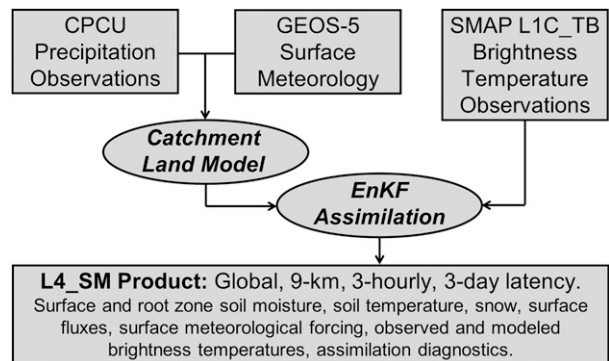 CPCU
Precipitation
Observations
GEOS-5
Surface
Meteorology
SMAP L1C_TB
Brightness
Temperature
Observations
Catchment
Land Model
EnKF
Assimilation
L4_SM Product: Global, 9-km, 3-hourly, 3-day latency.
Surface and root zone soil moisture, soil temperature, snow, surface
fluxes, surface meteorological forcing, observed and modeled
brightness temperatures, assimilation diagnostics.